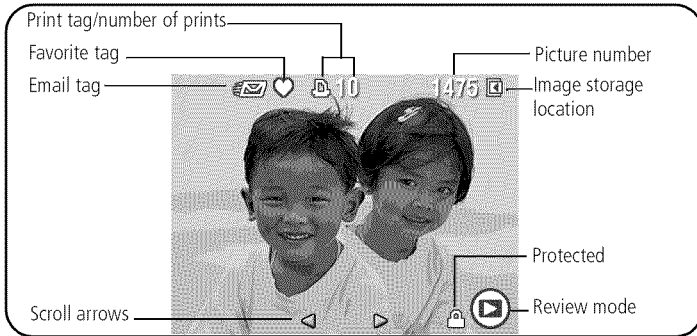 Print tag/number of prints
Favorite tag
Email tag
10
1475
Picture number
Image storage
location
Protected
Scroll arrows
Review mode